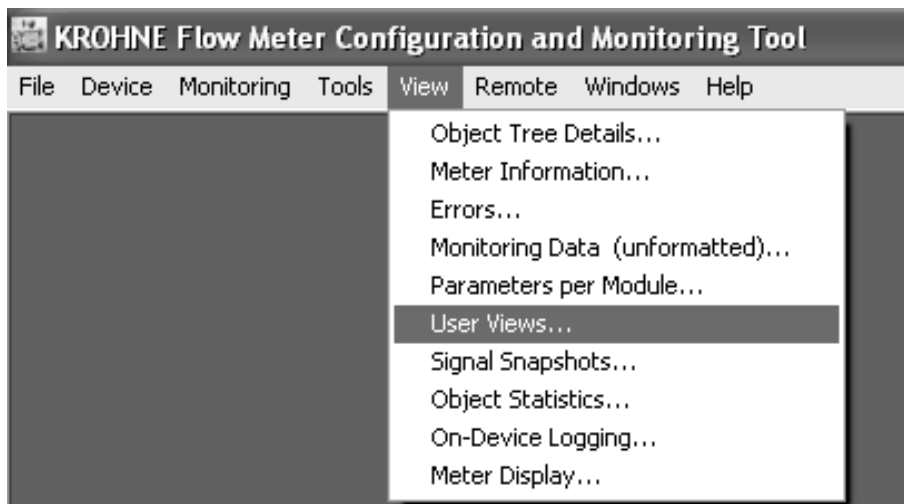 KROHNE Flow Meter Configuration and Monitoring Tool
File Device Monitoring Tools View Remote Windows Help
Object Tree Details...
Meter Information...
Errors...
Monitoring Data (unformatted)...
Parameters per Module...
User Views...
Signal Snapshots...
Object Statistics...
On-Device Logging...
Meter Display...